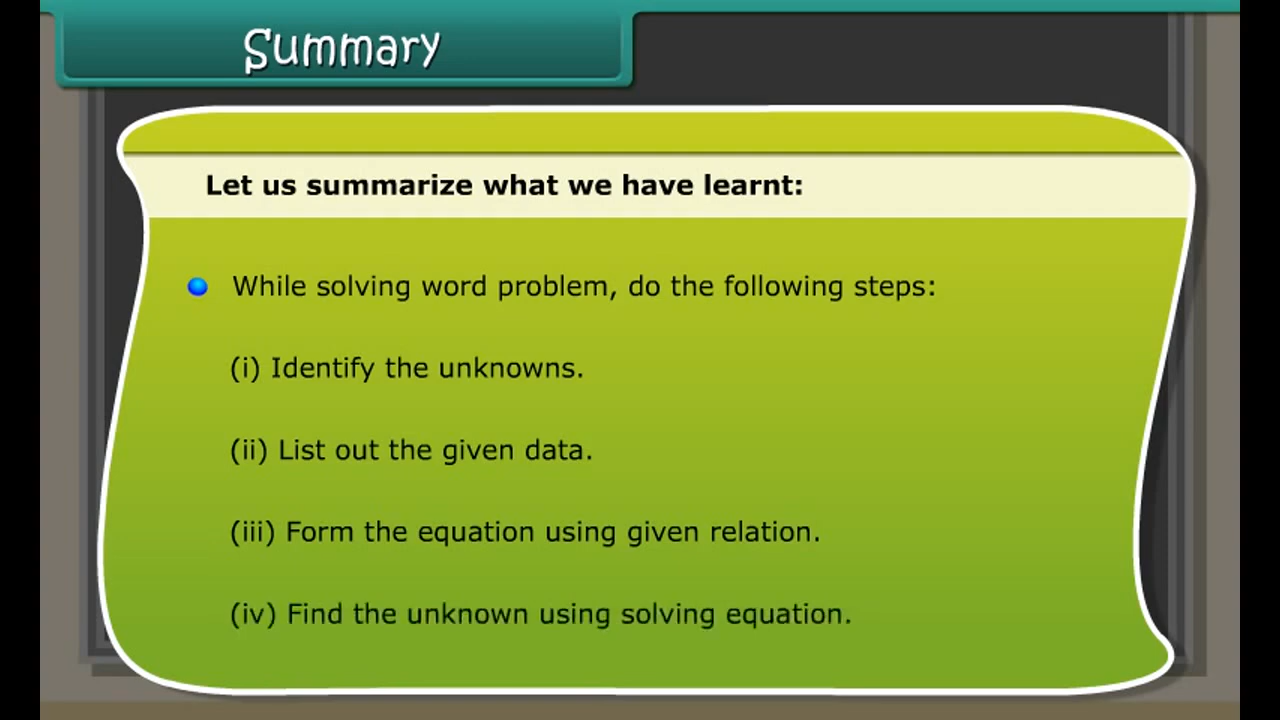 Summary
Let us summarize what we have learnt:
While solving word problem, do the following steps:
(i) Identify the unknowns.
(ii) List out the given data.
(iii) Form the equation using given relation.
(iv) Find the unknown using solving equation.